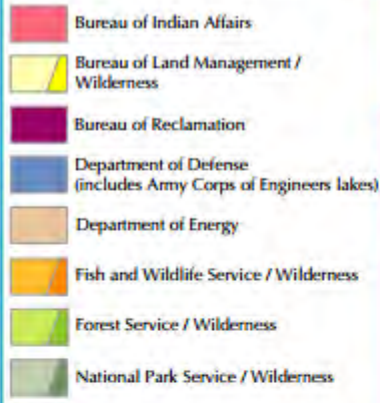 Bureau of Indian Affairs
Bureau of Land Management /
Wilderness
Bureau of Reclamation
Department of Defense
(includes Army Corps of Engineers lakes)
Department of Energy
Fish and Wildlife Service / Wilderness
Forest Service / Wilderness
National Park Service / Wilderness